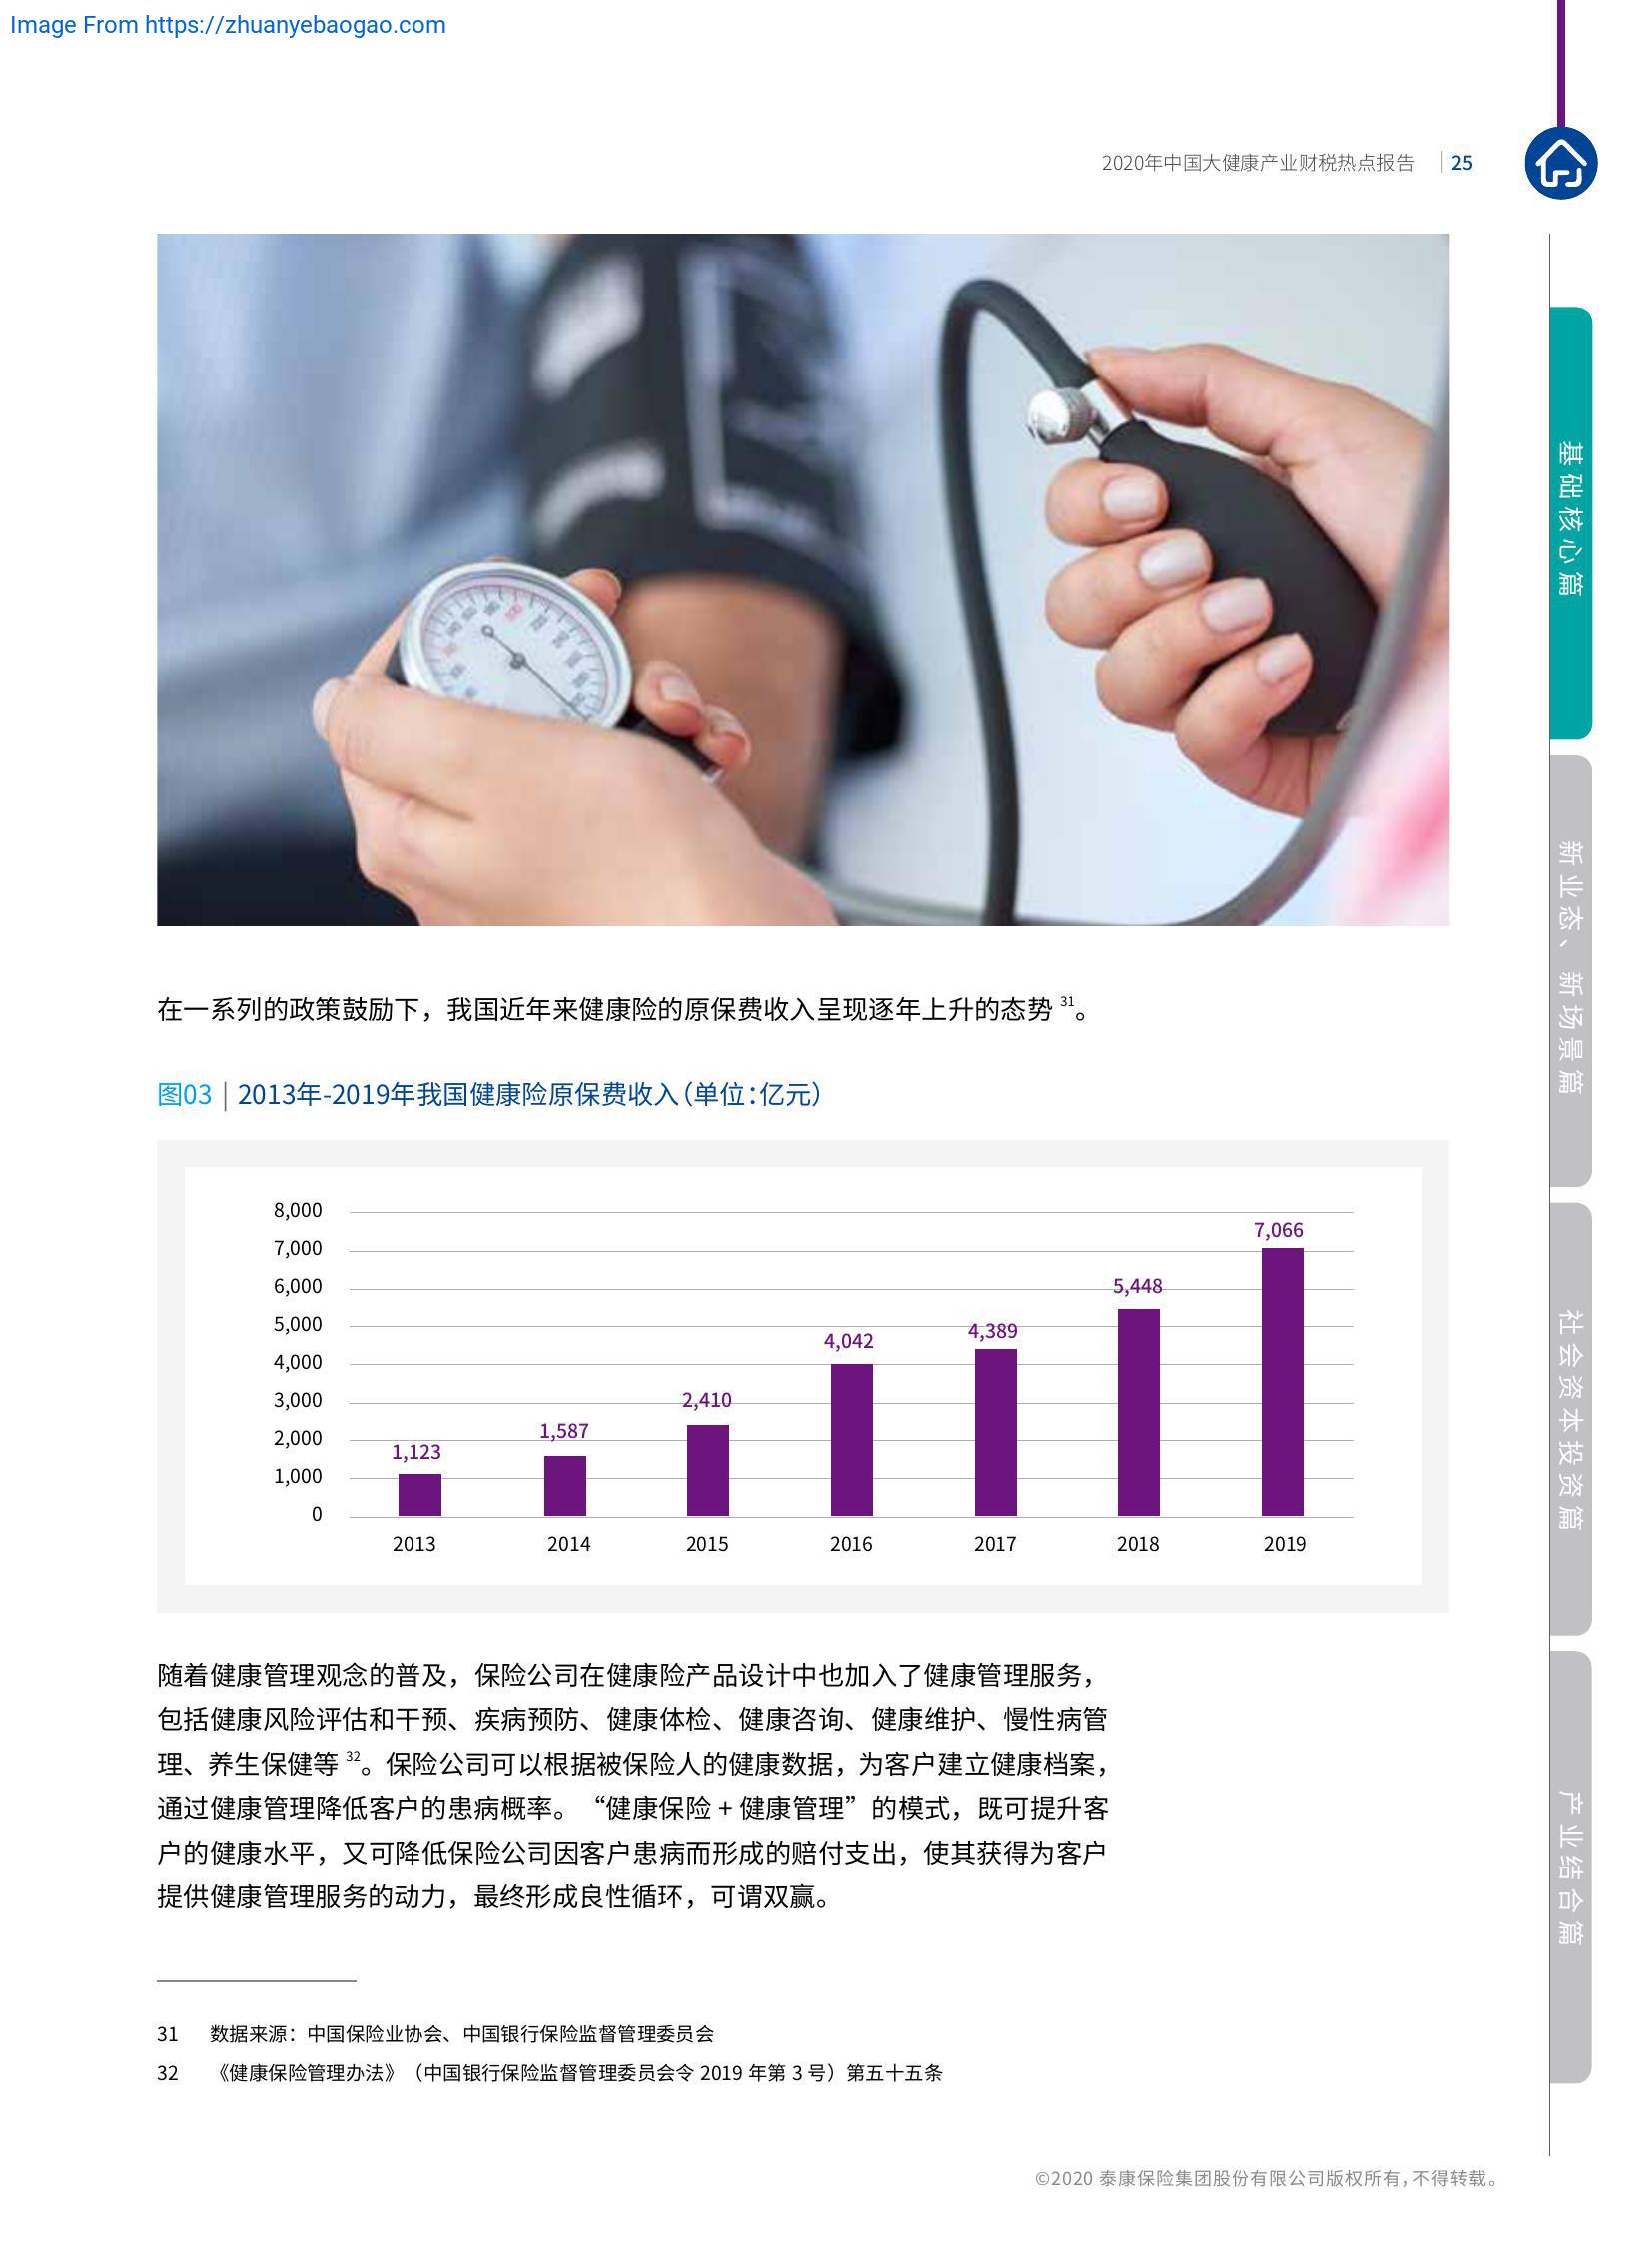 Image From https://zhuanyebaogao.com
2020年中国大健康产业财税热点报告 | 25
在一系列的政策鼓励下，我国近年来健康险的原保费收入呈现逐年上升的态势 31。
图03 | 2013年-2019年我国健康险原保费收入（单位：亿元）
8,000
7,000
6,000
5,000
4,000
3,000
2,000
1,000
0
1,123
1,587
2,410
4,042
4,389
5,448
7,066
2013 2014 2015 2016 2017 2018 2019
随着健康管理观念的普及，保险公司在健康险产品设计中也加入了健康管理服务，
包括健康风险评估和干预、疾病预防、健康体检、健康咨询、健康维护、慢性病管
理、养生保健等 32。保险公司可以根据被保险人的健康数据，为客户建立健康档案，
通过健康管理降低客户的患病概率。“健康保险 + 健康管理”的模式，既可提升客
户的健康水平，又可降低保险公司因客户患病而形成的赔付支出，使其获得为客户
提供健康管理服务的动力，最终形成良性循环，可谓双赢。
31 数据来源：中国保险业协会、中国银行保险监督管理委员会
32 《健康保险管理办法》（中国银行保险监督管理委员会令 2019 年第 3 号）第五十五条
©2020 泰康保险集团股份有限公司版权所有，不得转载。
基础核心篇
新业态、新场景篇
社会资本投资篇
产业结合篇